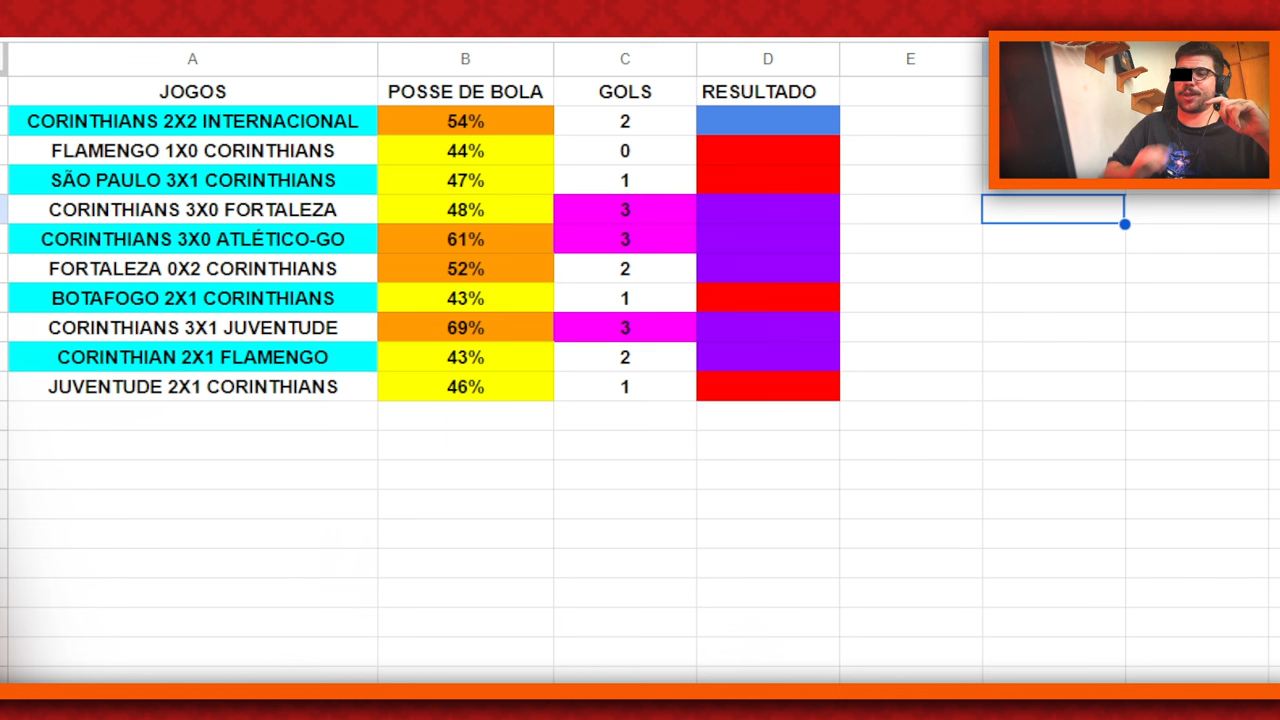 A B C D E
JOGOS POSSE DE BOLA GOLS RESULTADO
CORINTHIANS 2X2 INTERNACIONAL 54% 2
FLAMENGO 1X0 CORINTHIANS 44% 0
SÃO PAULO 3X1 CORINTHIANS 47% 1
CORINTHIANS 3X0 FORTALEZA 48% 3
CORINTHIANS 3X0 ATLÉTICO-GO 61% 3
FORTALEZA 0X2 CORINTHIANS 52% 2
BOTAFOGO 2X1 CORINTHIANS 43% 1
CORINTHIANS 3X1 JUVENTUDE 69% 3
CORINTHIAN 2X1 FLAMENGO 43% 2
JUVENTUDE 2X1 CORINTHIANS 46% 1